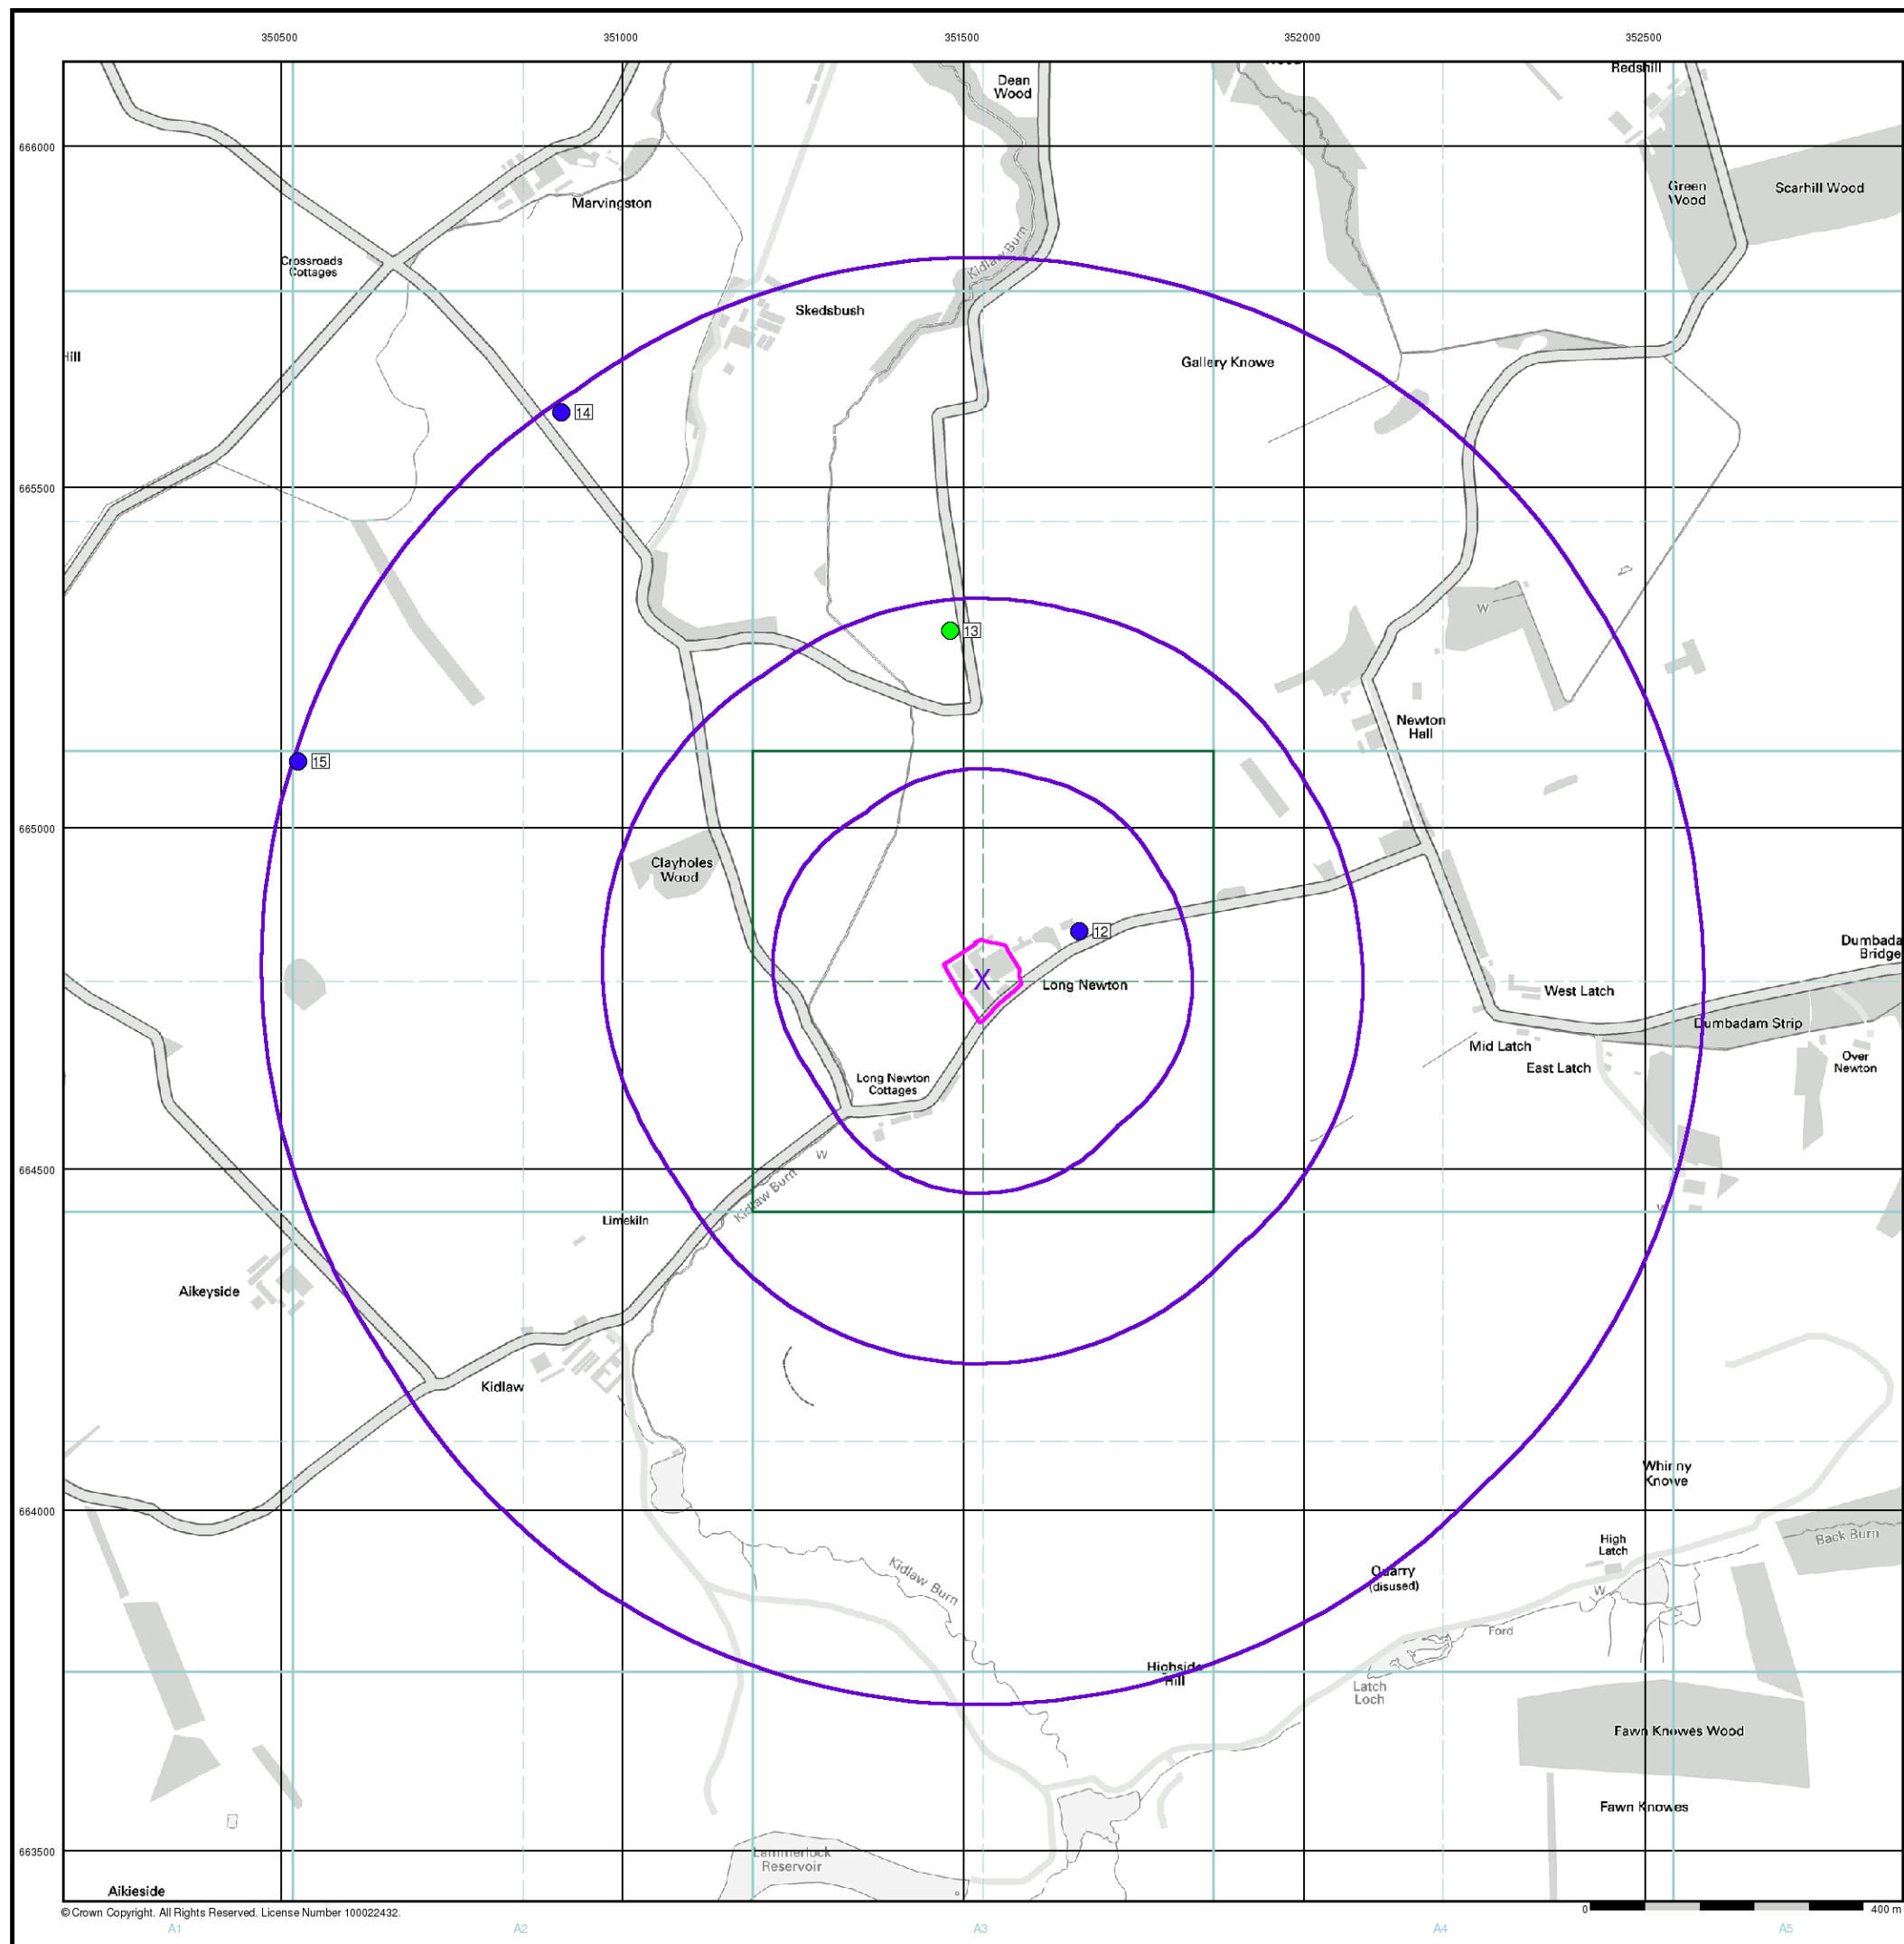 350500 351000 351500 352000 352500
Redshill
Dean
Wood
666000
Green
Wood
Scarhill Wood
Marvingston
Kidlaw Burn
Crossroads
Cottages
Skedsbush
Hill
Gallery Knowe
14
665500
W
13
Newton
Hall
15
665000
Clayholes
Wood
12
Dumbada
Bridge
X
Long Newton
West Latch
Dumbadam Strip
Mid Latch
East Latch
Over
Newton
Long Newton
Cottages
W
664500
Kidlaw Burn
W
Limekiln
Aikeyside
Kidlaw
Whinny
Knowe
664000
High
Latch
Back Burn
Kidlaw Burn
Quarry
(disused)
W
Ford
Highside
Hill
Latch
Loch
Fawn Knowes Wood
Fawn Knowes
663500
Lammerlock
Reservoir
Aikieside
© Crown Copyright. All Rights Reserved. License Number 100022432.
0 400 m
A1 A2 A3 A4 A5